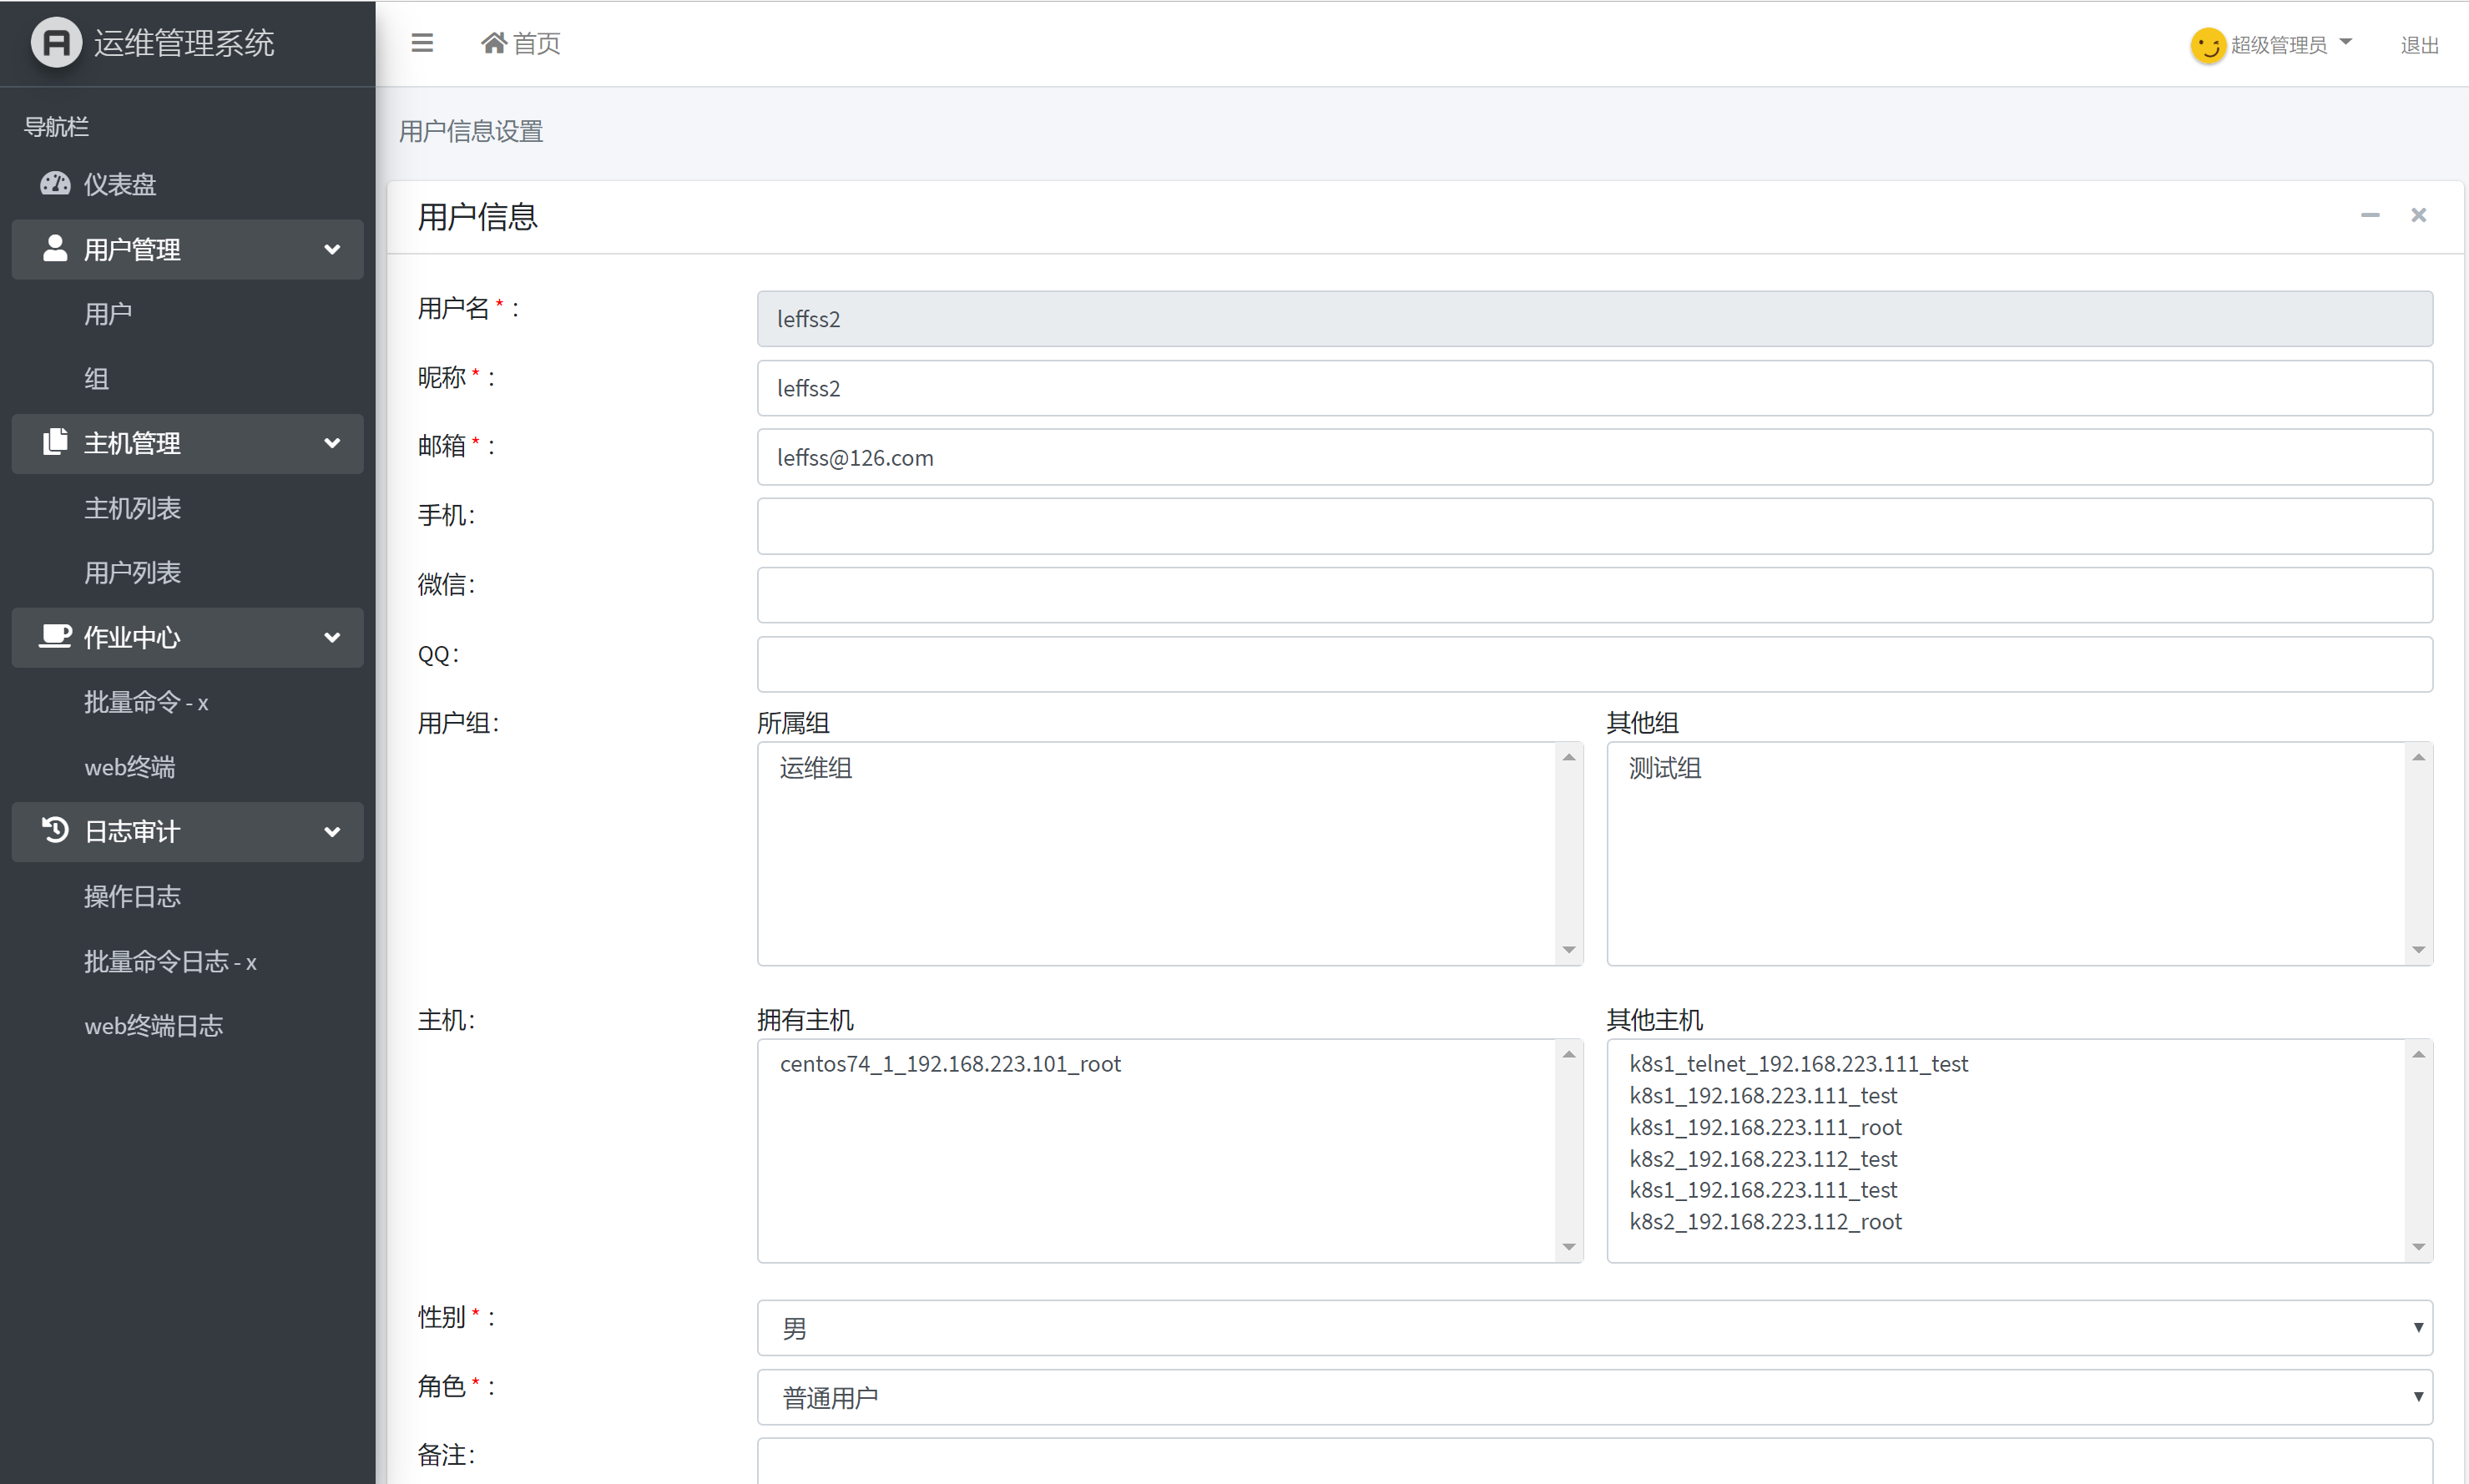 运维管理系统
首页
超级管理员
退出
导航栏
仪表盘
用户管理
用户
组
主机管理
主机列表
用户列表
作业中心
批量命令 - x
web终端
日志审计
操作日志
批量命令日志 - x
web终端日志
用户信息设置
用户信息
用户名 * :
leffss2
昵称 * :
leffss2
邮箱 * :
leffss@126.com
手机:
微信:
QQ:
用户组:
所属组
运维组
其他组
测试组
主机:
拥有主机
centos74_1_192.168.223.101_root
其他主机
k8s1_telnet_192.168.223.111_test
k8s1_192.168.223.111_test
k8s1_192.168.223.111_root
k8s2_192.168.223.112_test
k8s1_192.168.223.111_test
k8s2_192.168.223.112_root
性别 * :
男
角色 * :
普通用户
备注: